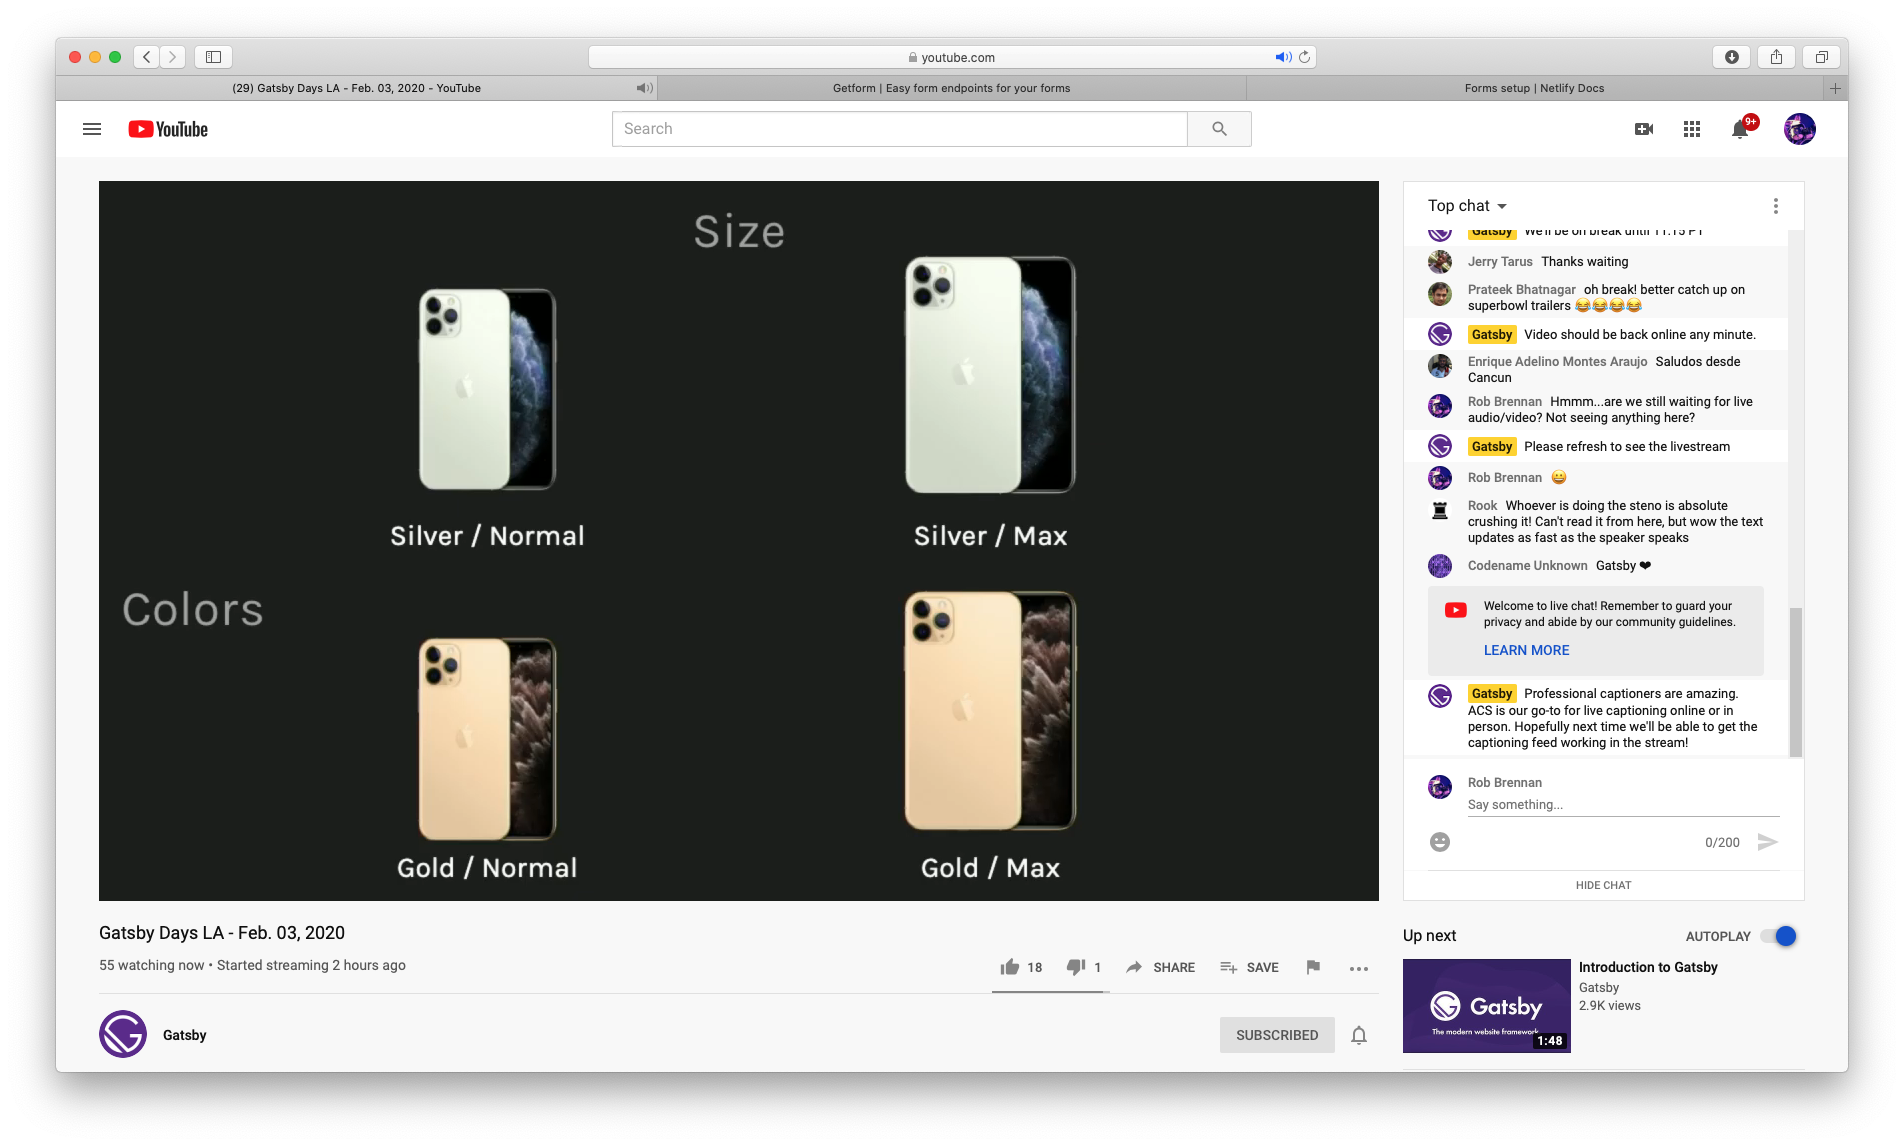 youtube.com
(29) Gatsby Days LA - Feb. 03, 2020 - YouTube
Getform | Easy form endpoints for your forms
Forms setup | Netlify Docs
YouTube
Search
9+
Size
Silver / Normal
Silver / Max
Colors
Gold / Normal
Gold / Max
Top chat
Gatsby We'll be on break until 11:15 PT
Jerry Tarus Thanks waiting
Prateek Bhatnagar oh break! better catch up on
superbowl trailers 😂😂😂😂
Gatsby Video should be back online any minute.
Enrique Adelino Montes Araujo Saludos desde
Cancun
Rob Brennan Hmmm...are we still waiting for live
audio/video? Not seeing anything here?
Gatsby Please refresh to see the livestream
Rob Brennan 😀
Rook Whoever is doing the steno is absolute
crushing it! Can't read it from here, but wow the text
updates as fast as the speaker speaks
Codename Unknown Gatsby ❤
Welcome to live chat! Remember to guard your
privacy and abide by our community guidelines.
LEARN MORE
Gatsby Professional captioners are amazing.
ACS is our go-to for live captioning online or in
person. Hopefully next time we'll be able to get the
captioning feed working in the stream!
Rob Brennan
Say something...
0/200
HIDE CHAT
Gatsby Days LA - Feb. 03, 2020
55 watching now • Started streaming 2 hours ago
18
1
SHARE
SAVE
Gatsby
SUBSCRIBED
Up next
AUTOPLAY
Gatsby
The modern website framework
1:48
Introduction to Gatsby
Gatsby
2.9K views